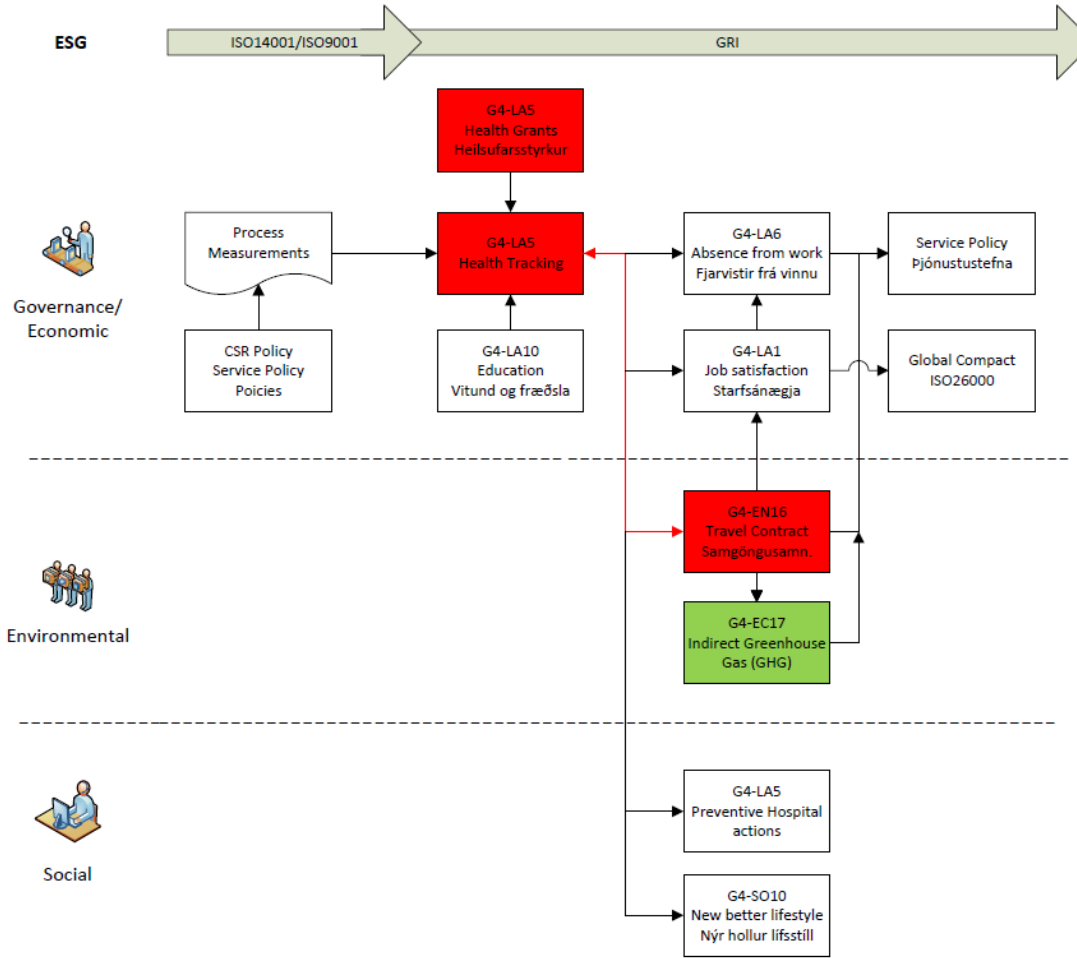 ESG
ISO14001/ISO9001
GRI
G4-LA5
Health Grants
Heilsufarsstyrkur
Governance/
Economic
Process
Measurements
G4-LA5
Health Tracking
G4-LA6
Absence from work
Fjarvistir frá vinnu
Service Policy
Þjónustustefna
CSR Policy
Service Policy
Poicies
G4-LA10
Education
Vitund og fræðsla
G4-LA1
Job satisfaction
Starfsánægja
Global Compact
ISO26000
Environmental
G4-EN16
Travel Contract
Samgöngusamn.
G4-EC17
Indirect Greenhouse
Gas (GHG)
Social
G4-LA5
Preventive Hospital
actions
G4-SO10
New better lifestyle
Nýr hollur lífsstíll